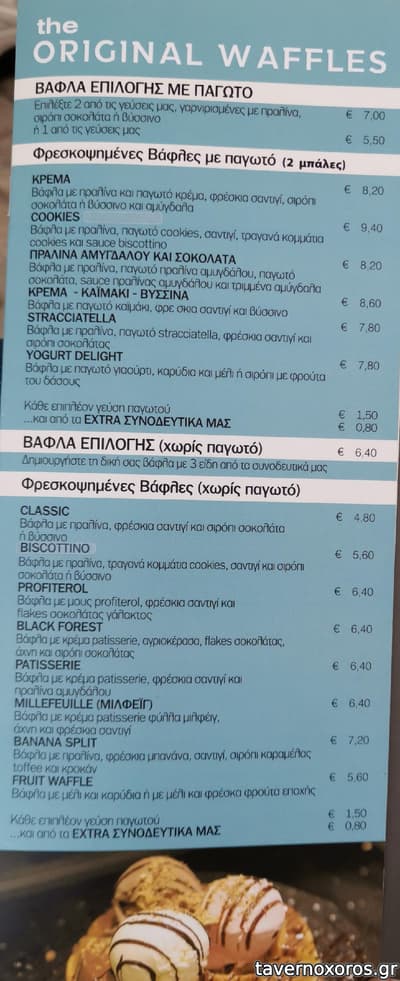 the
ORIGINAL WAFFLES
ΒΑΦΛΑ ΕΠΙΛΟΓΗΣ ΜΕ ΠΑΓΩΤΟ
Επιλέξτε 2 από τις γεύσεις μας, γαρνιρισμένες με πραλίνα,
σιρόπι σοκολάτα ή βύσσινο € 7,00
ή 1 από τις γεύσεις μας € 5,50
Φρεσκοψημένες Βάφλες με παγωτό (2 μπάλες)
ΚΡΕΜΑ € 8,20
Βάφλα με πραλίνα και παγωτό κρέμα, φρέσκια σαντιγί, σιρόπι
σοκολάτα ή βύσσινο και αμύγδαλα
COOKIES € 9,40
Βάφλα με πραλίνα, παγωτό cookies, σαντιγί, τραγανά κομμάτια
cookies και sauce biscottino
ΠΡΑΛΙΝΑ ΑΜΥΓΔΑΛΟΥ ΚΑΙ ΣΟΚΟΛΑΤΑ € 8,20
Βάφλα με πραλίνα, παγωτό πραλίνα αμυγδάλου, παγωτό
σοκολάτα, sauce πραλίνας αμυγδάλου και τριμμένα αμύγδαλα
ΚΡΕΜΑ - ΚΑΪΜΑΚΙ - ΒΥΣΣΙΝΑ € 8,60
Βάφλα με παγωτό καϊμάκι, φρε σκια σαντιγί και βύσσινο
STRACCIATELLA € 7,80
Βάφλα με πραλίνα, παγωτό stracciatella, φρέσκια σαντιγί και
σιρόπι σοκολάτας
YOGURT DELIGHT € 7,80
Βάφλα με παγωτό γιαούρτι, καρύδια και μέλι ή σιρόπι με φρούτα
του δάσους
Κάθε επιπλέον γεύση παγωτού € 1,50
...και από τα EXTRA ΣΥΝΟΔΕΥΤΙΚΑ ΜΑΣ € 0,80
ΒΑΦΛΑ ΕΠΙΛΟΓΗΣ (χωρίς παγωτό) € 6,40
Δημιουργήστε τη δική σας βάφλα με 3 είδη από τα συνοδευτικά μας
Φρεσκοψημένες Βάφλες (χωρίς παγωτό)
CLASSIC € 4,80
Βάφλα με πραλίνα, φρέσκια σαντιγί και σιρόπι σοκολάτα
ή βύσσινο
BISCOTTINO € 5,60
Βάφλα με πραλίνα, τραγανά κομμάτια cookies, σαντιγί και σιρόπι
σοκολάτα ή βύσσινο
PROFITEROL € 6,40
Βάφλα με μους profiterol, φρέσκια σαντιγί και
flakes σοκολάτας γάλακτος
BLACK FOREST € 6,40
Βάφλα με κρέμα patisserie, αγριοκέρασα, flakes σοκολάτας,
άχνη και σιρόπι σοκολάτας
PATISSERIE € 6,40
Βάφλα με κρέμα patisserie, φρέσκια σαντιγί και
πραλίνα αμυγδάλου
MILLEFEUILLE (ΜΙΛΦΕΪΓ) € 6,40
Βάφλα με κρέμα patisserie φύλλα μιλφέιγ,
άχνη και φρέσκια σαντιγί
BANANA SPLIT € 7,20
Βάφλα με πραλίνα, φρέσκια μπανάνα, σαντιγί, σιρόπι καραμέλας
toffee και κροκάν
FRUIT WAFFLE € 5,60
Βάφλα με μέλι και καρύδια ή με μέλι και φρέσκα φρούτα εποχής
Κάθε επιπλέον γεύση παγωτού € 1,50
...και από τα EXTRA ΣΥΝΟΔΕΥΤΙΚΑ ΜΑΣ € 0,80
tavernoxoros.gr